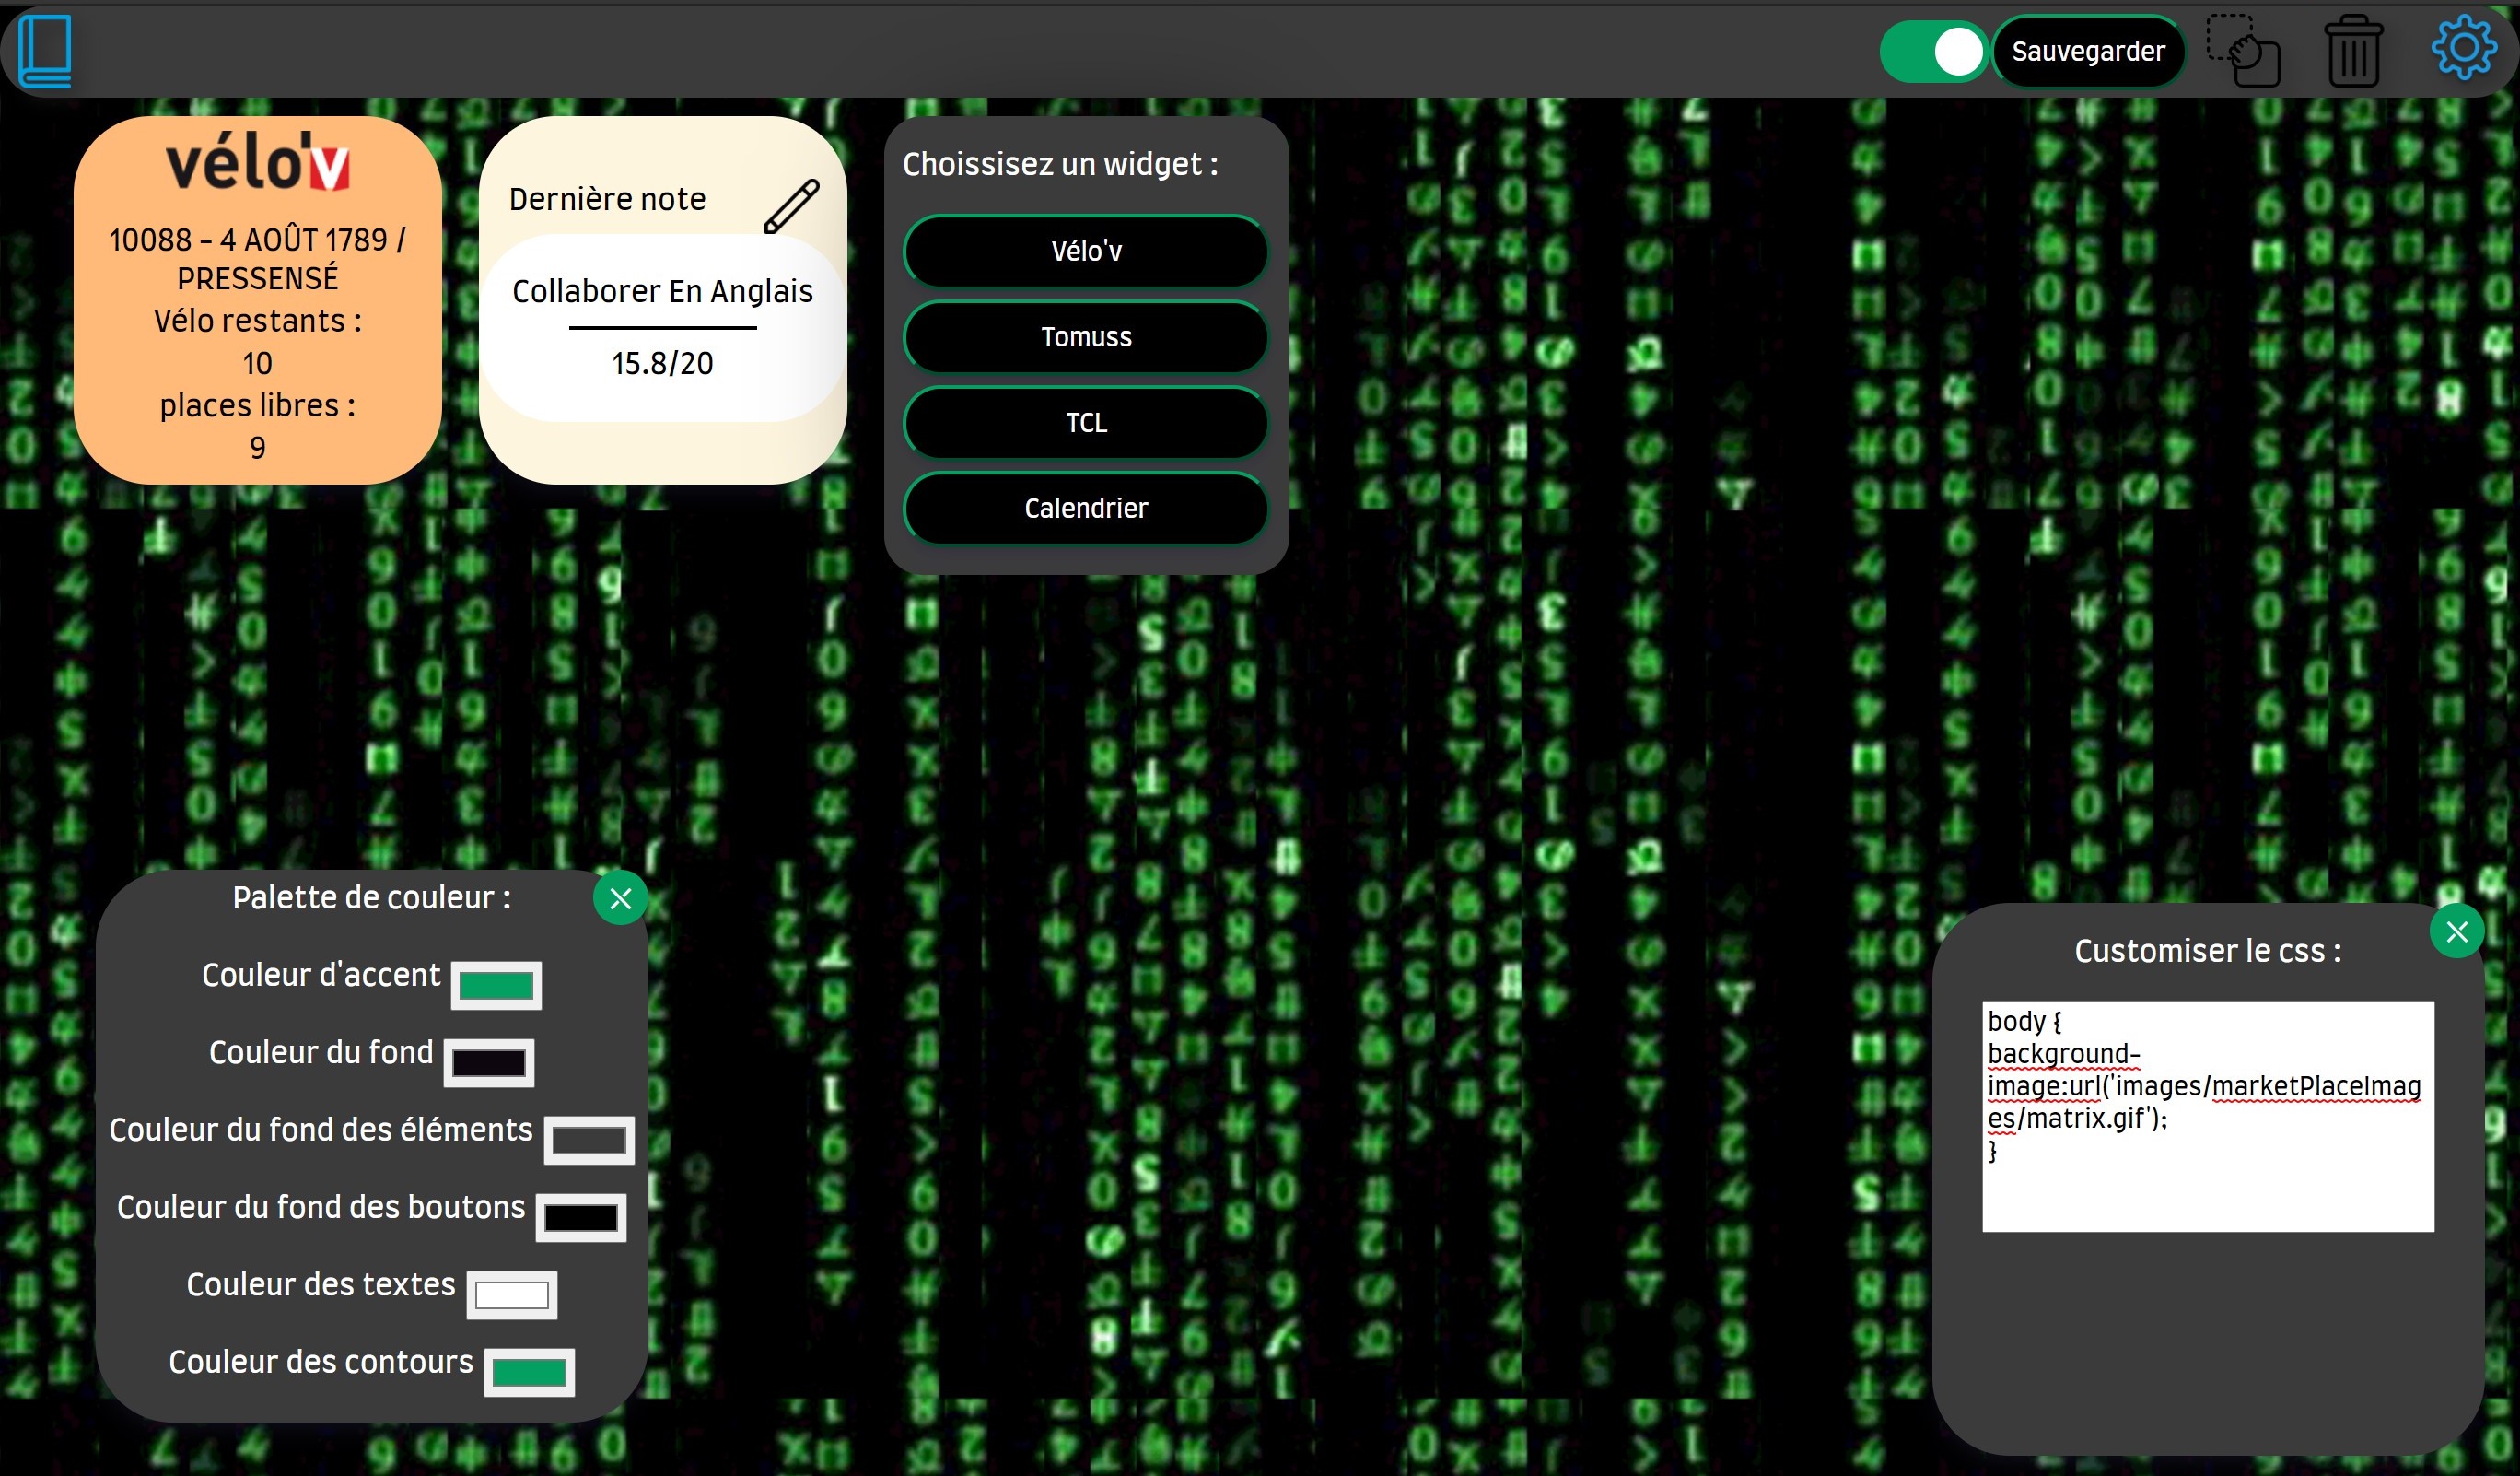 Sauvegarder
vélo'v
10088 - 4 AOÛT 1789 /
PRESSENSÉ
Vélo restants :
10
places libres :
9
Dernière note
Collaborer En Anglais
15.8/20
Choissisez un widget :
Vélo'v
Tomuss
TCL
Calendrier
Palette de couleur :
Couleur d'accent
Couleur du fond
Couleur du fond des éléments
Couleur du fond des boutons
Couleur des textes
Couleur des contours
Customiser le css :
body {
background-
image:url('images/marketPlaceImag
es/matrix.gif');
}